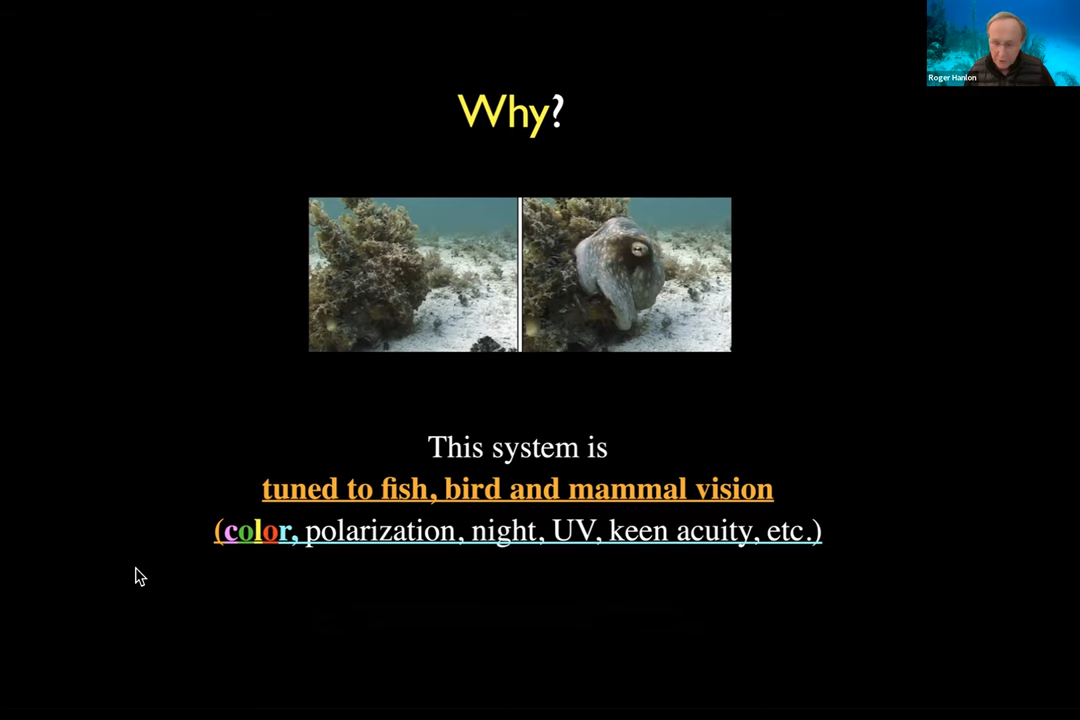 Roger Hanlon
Why?
This system is
tuned to fish, bird and mammal vision
(color, polarization, night, UV, keen acuity, etc.)